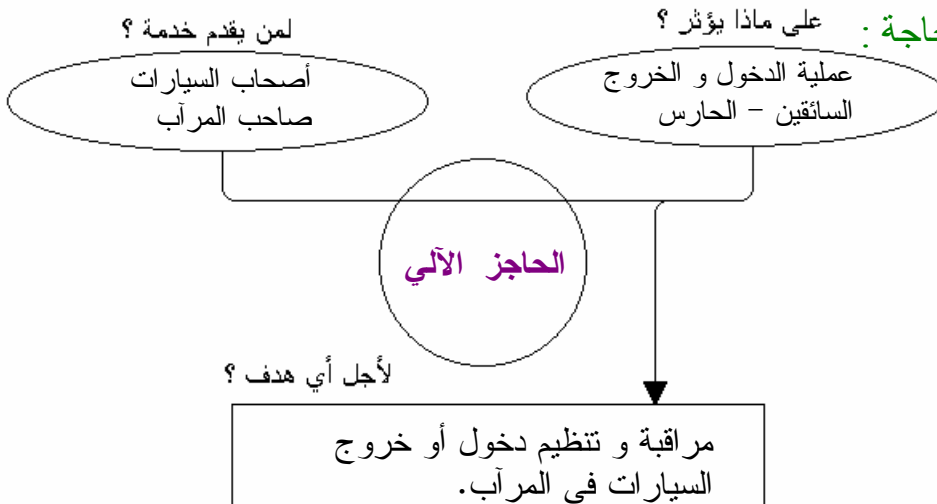 على ماذا يؤثر ؟
لمن يقدم خدمة ؟
عملية الدخول و الخروج
السائقين – الحارس
أصحاب السيارات
صاحب المرآب
الحاجز الآلي
لأجل أي هدف ؟
مراقبة و تنظيم دخول أو خروج
السيارات في المرآب.